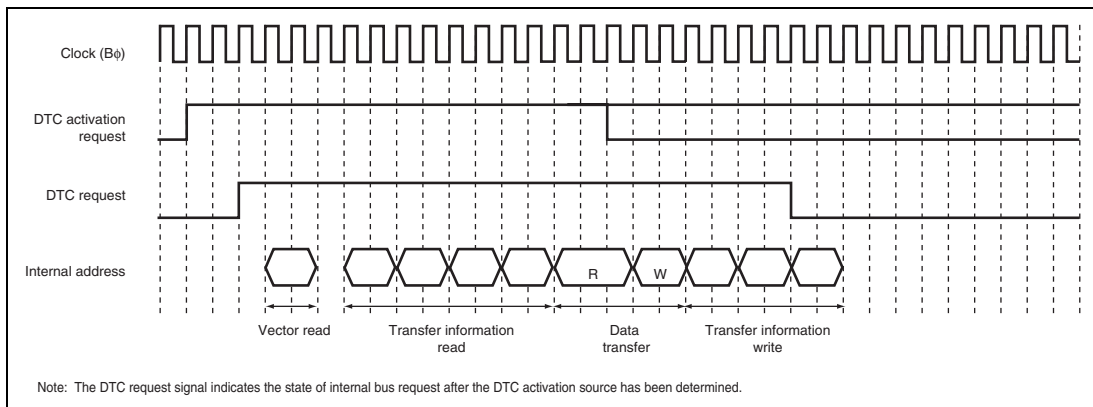 Clock (Bϕ)
DTC activation
request
DTC request
Internal address
R
W
Vector read
Transfer information
read
Data
transfer
Transfer information
write
Note: The DTC request signal indicates the state of internal bus request after the DTC activation source has been determined.